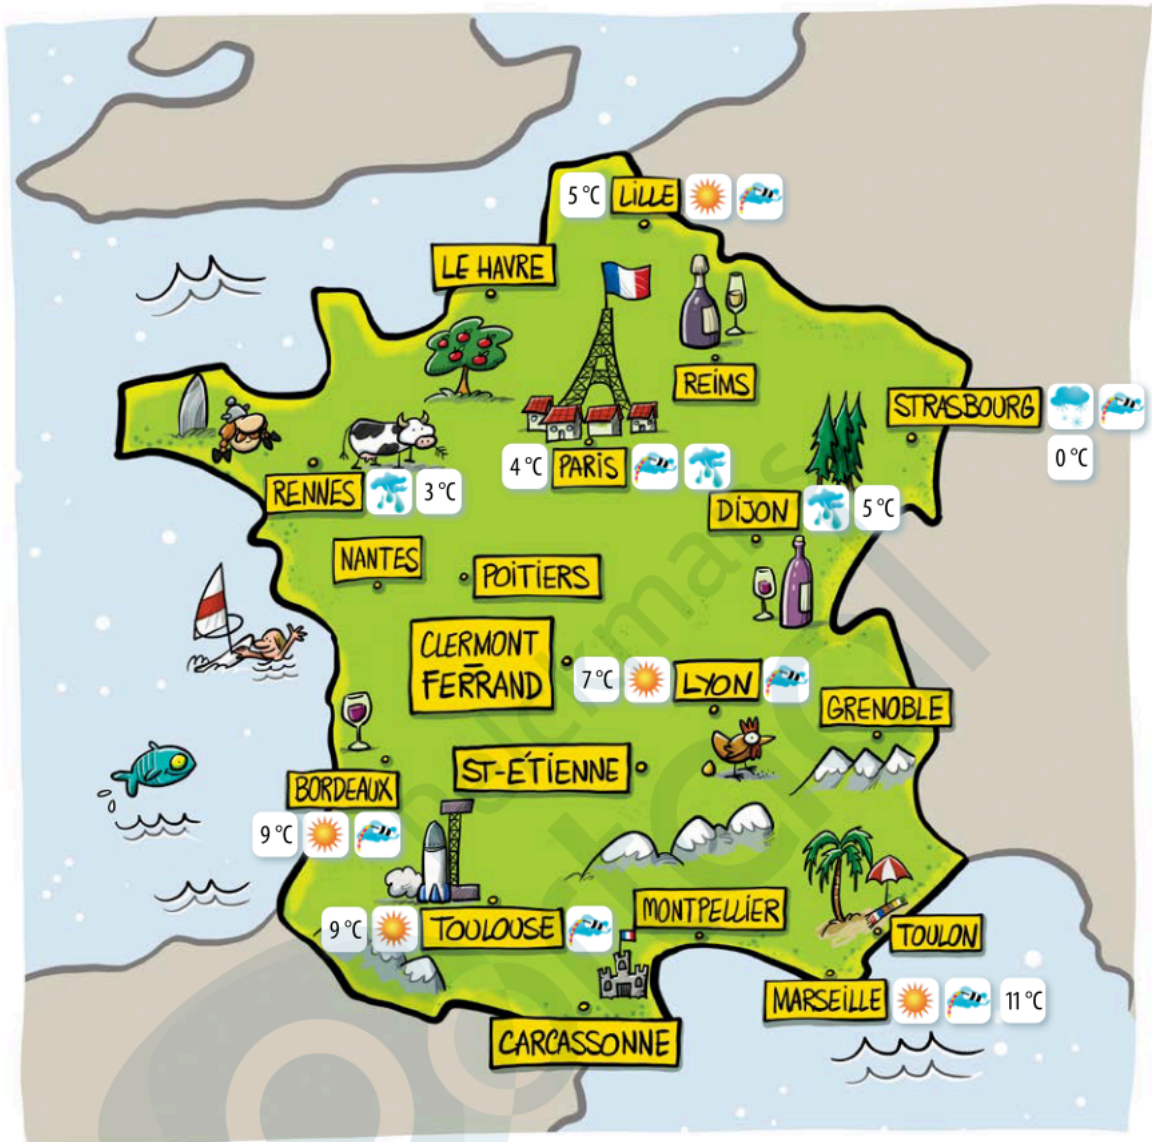 5 °C LiLLE
LE HAVRE
REiMS
STRASBOURG
0 °C
4 °C PARiS
RENNES 3 °C
DiJON 5 °C
NANTES
POiTiERS
CLERMONT
–
FERRAND
7 °C LYON
GRENOBLE
ST-ÉTiENNE
BORDEAUX
9 °C
9 °C TOULOUSE
MONTPELLiER
TOULON
MARSEiLLE 11 °C
CARCASSONNE